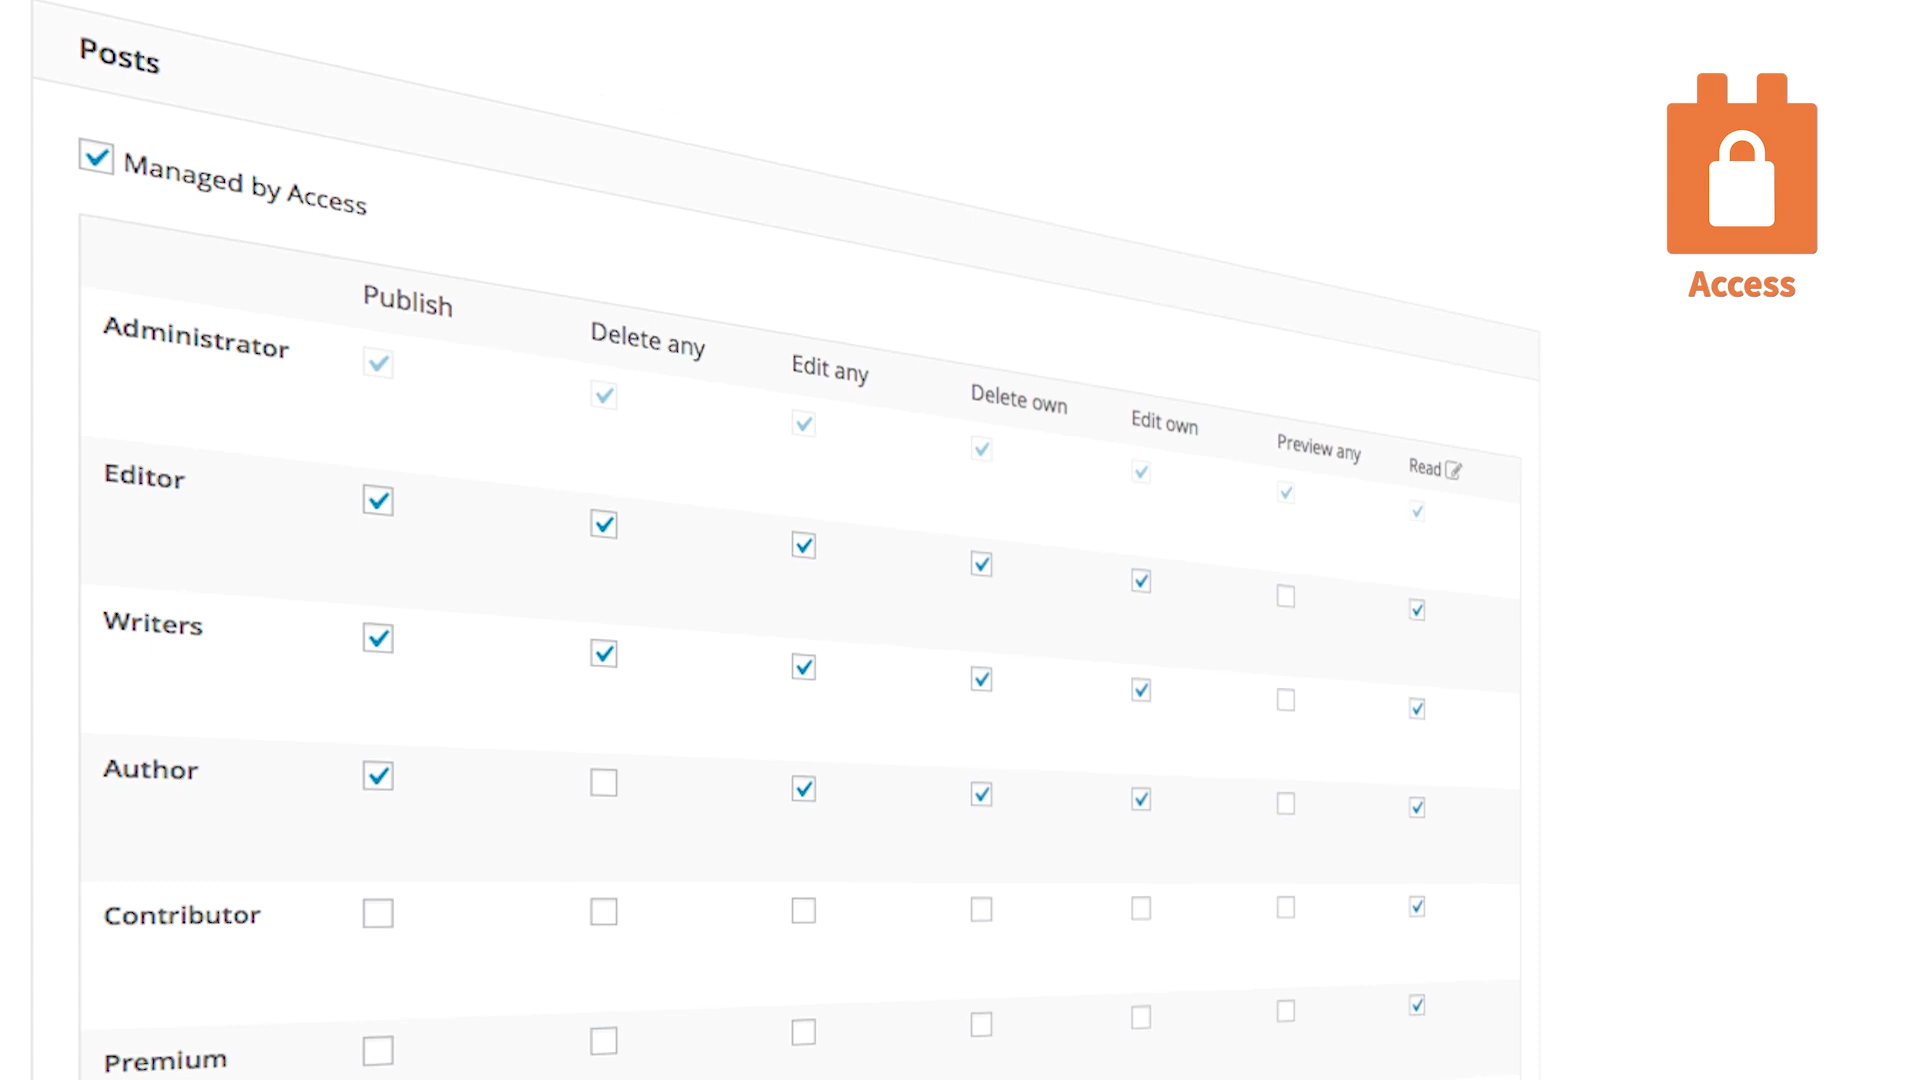 Posts
Access
Managed by Access
Publish
Delete any
Edit any
Delete own
Edit own
Preview any
Read
Administrator
Editor
Writers
Author
Contributor
Premium